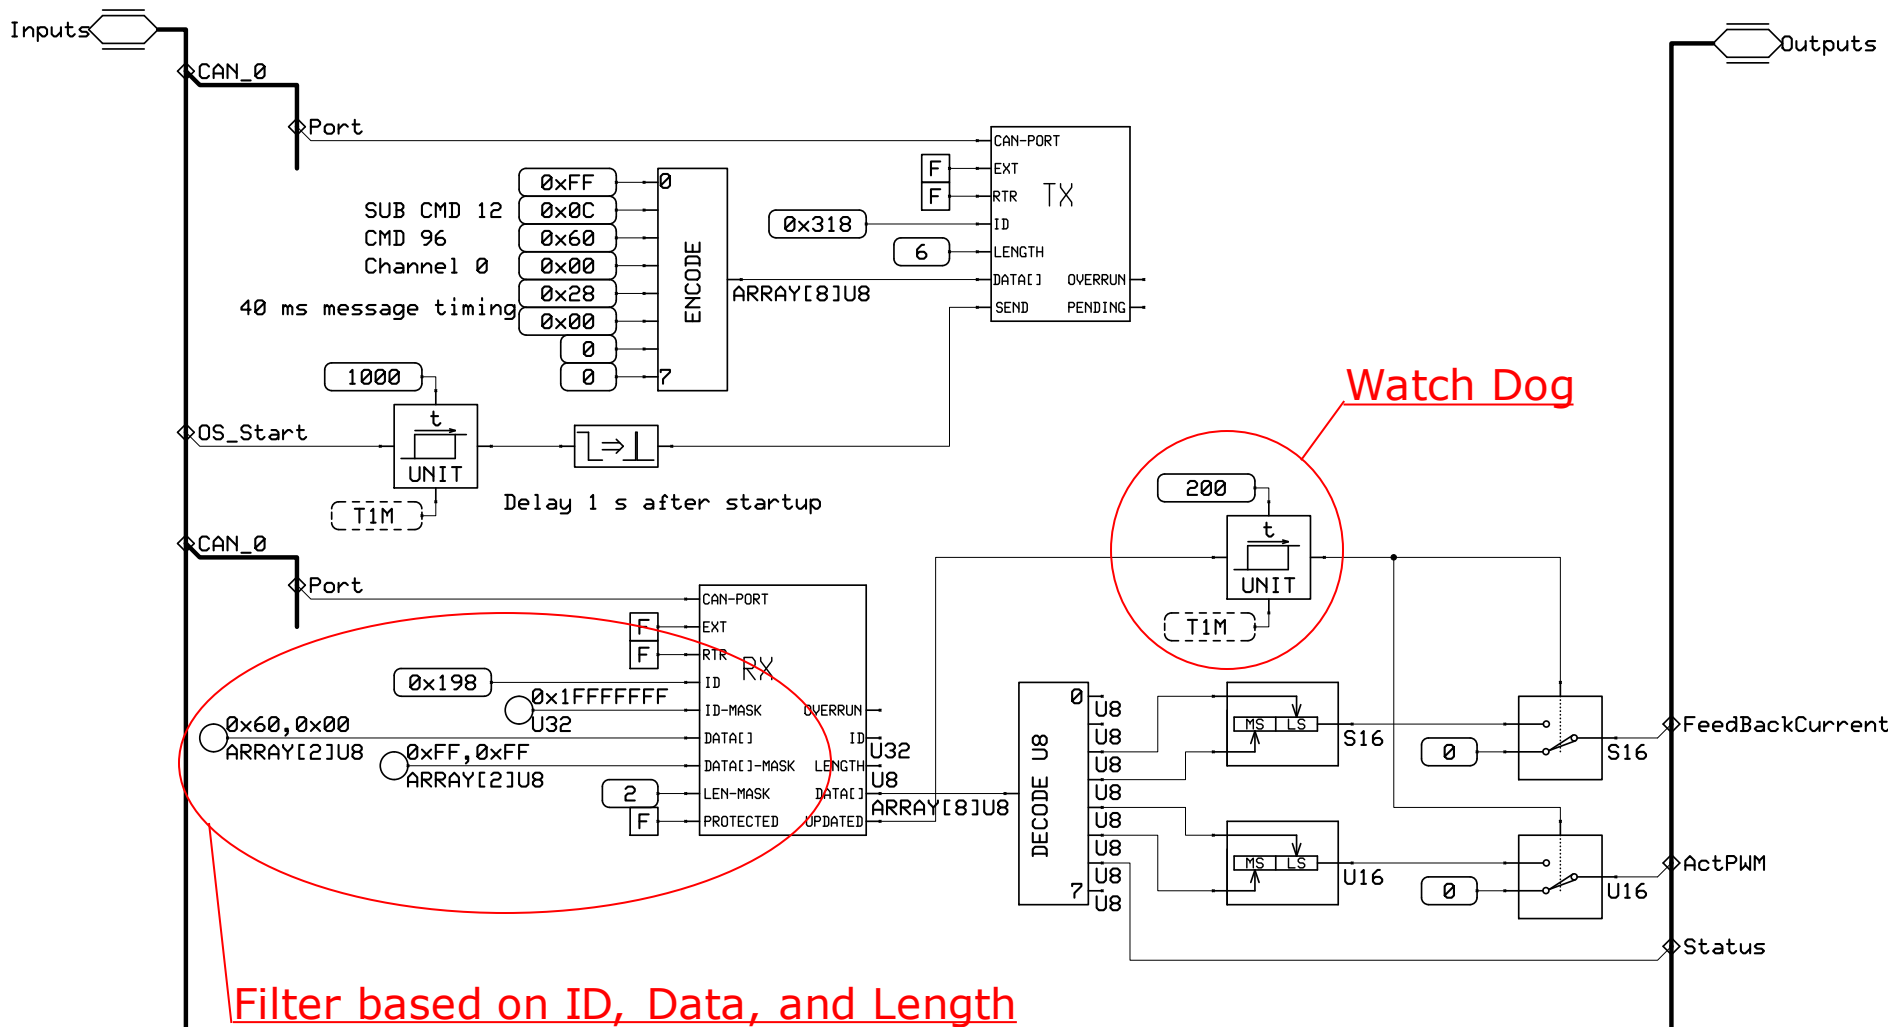 Inputs
Outputs
CAN_0
Port
CAN-PORT
F
EXT
F
RTR
TX
0x318
ID
6
LENGTH
DATA[]
OVERRUN
SEND
PENDING
0xFF
0
SUB CMD 12
0x0C
CMD 96
0x60
Channel 0
0x00
0x28
40 ms message timing
0x00
0
0
7
ENCODE
ARRAY[8]U8
1000
t
UNIT
T1M
OS_Start
Delay 1 s after startup
Watch Dog
200
t
UNIT
T1M
CAN_0
Port
CAN-PORT
F
EXT
F
RTR
RX
0x198
ID
0x1FFFFFFF
U32
ID-MASK
OVERRUN
0x60,0x00
ARRAY[2]U8
DATA[]
ID
U32
0xFF,0xFF
ARRAY[2]U8
DATA[]-MASK
LENGTH
U8
2
LEN-MASK
DATA[]
ARRAY[8]U8
F
PROTECTED
UPDATED
DECODE U8
0
U8
U8
U8
U8
U8
U8
U8
7
U8
MS LS
S16
0
S16
FeedBackCurrent
MS LS
U16
0
U16
ActPWM
Status
Filter based on ID, Data, and Length